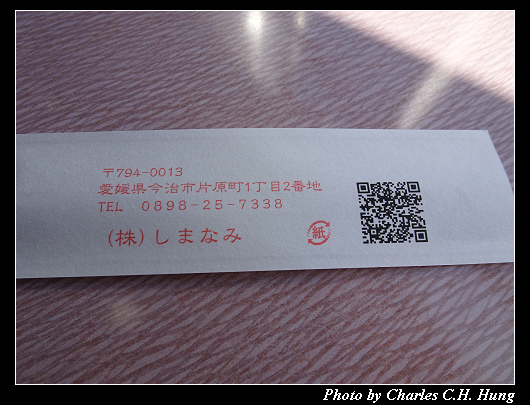 〒794-0013
愛媛県今治市片原町1丁目2番地
TEL 0898-25-7338
(株)しまなみ
紙
Photo by Charles C.H. Hung